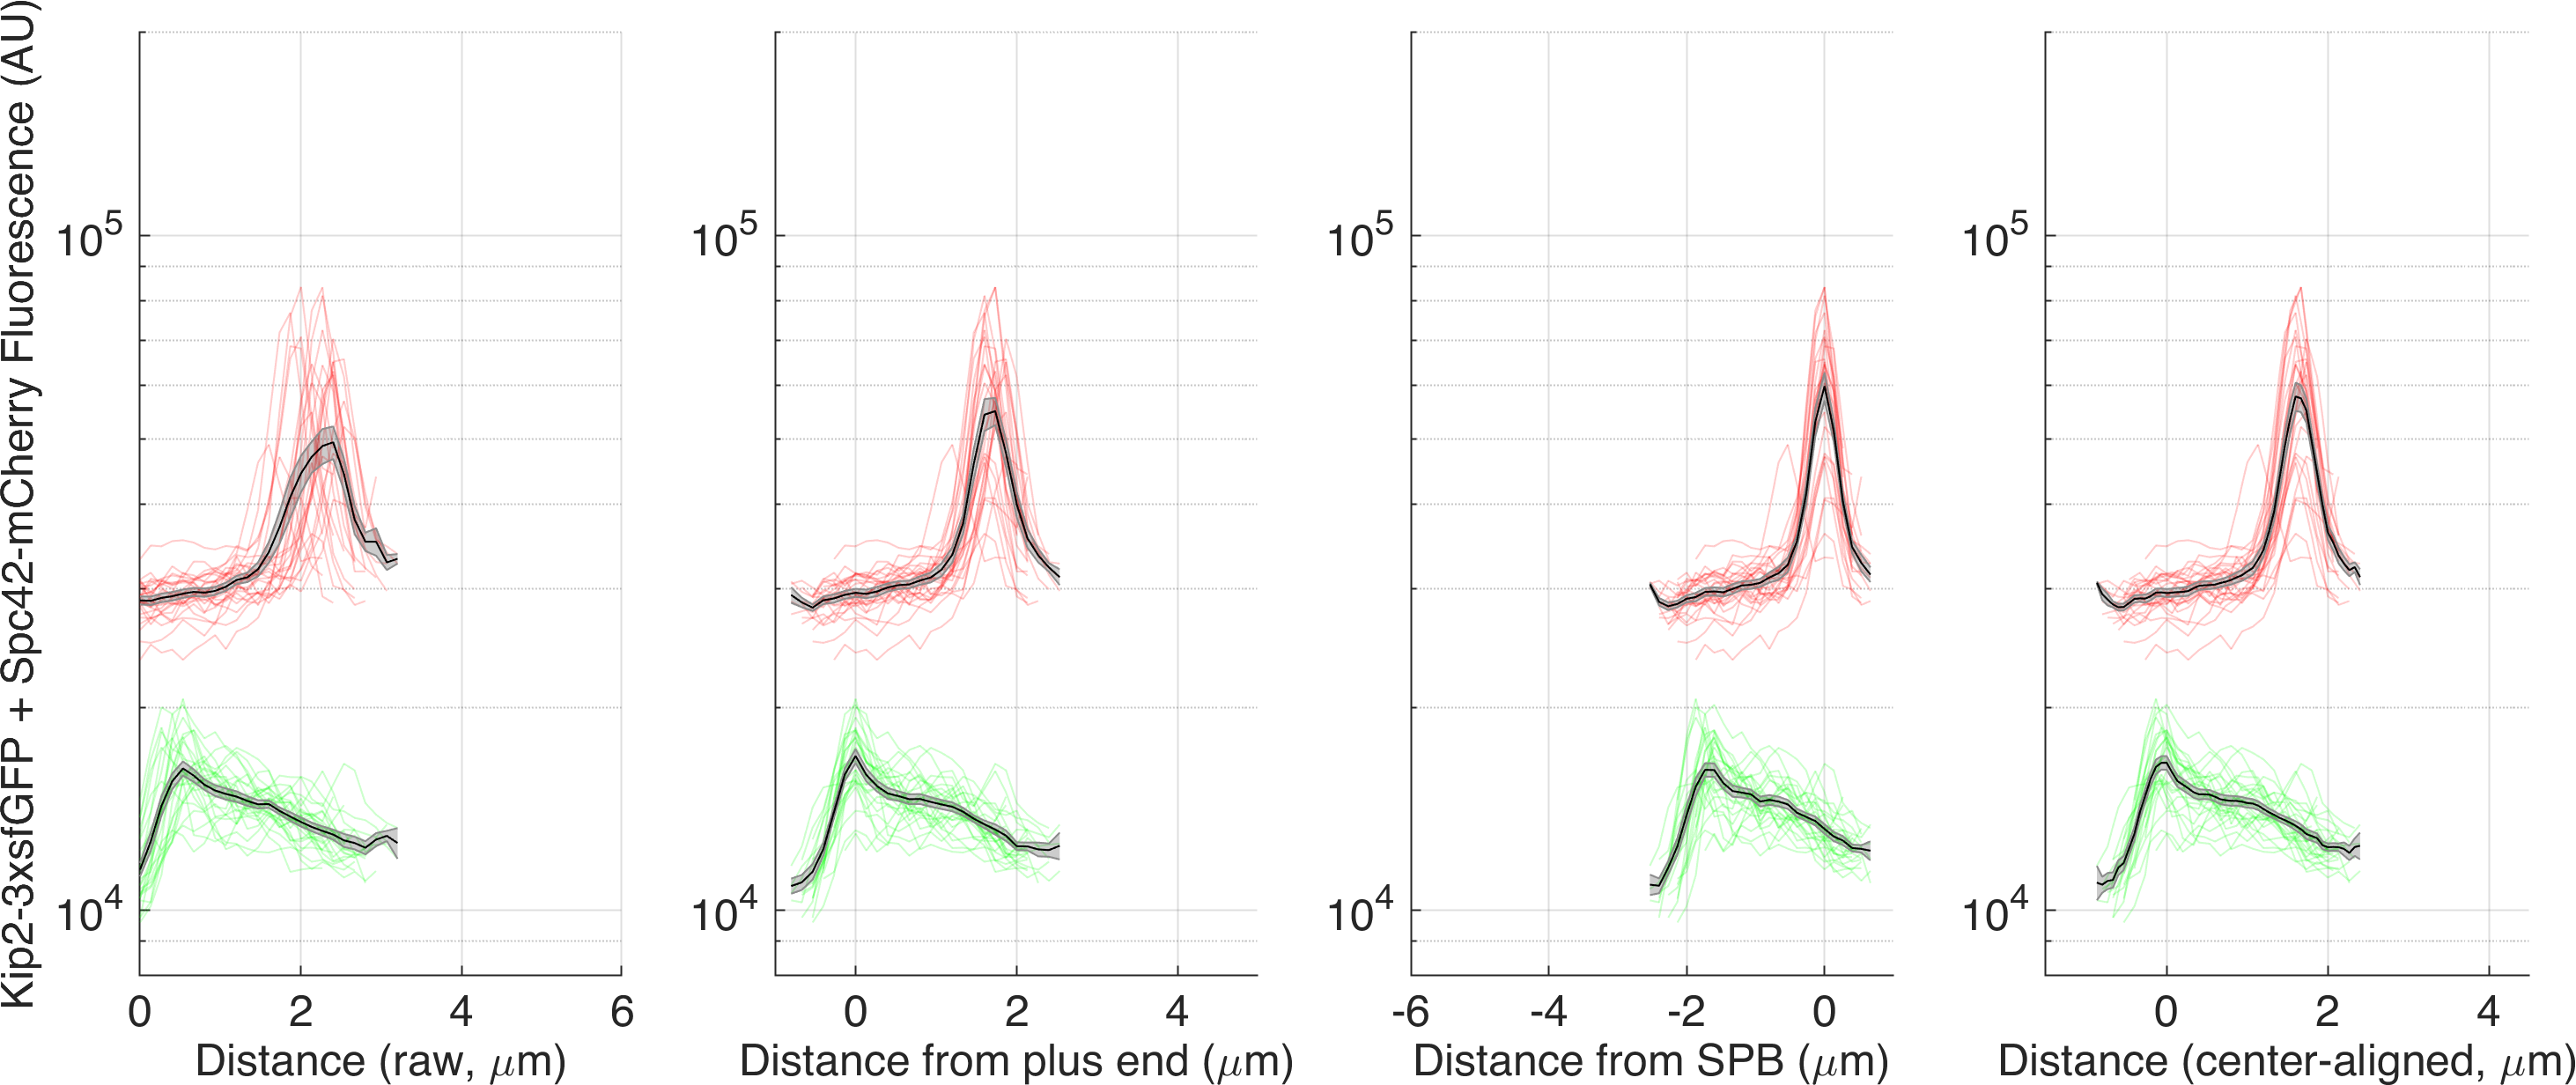 Kip2-3xsfGFP + Spc42-mCherry Fluorescence (AU)
10^5
10^4
0 2 4 6
Distance (raw, μm)
10^5
10^4
0 2 4
Distance from plus end (μm)
10^5
10^4
-6 -4 -2 0
Distance from SPB (μm)
10^5
10^4
0 2 4
Distance (center-aligned, μm)